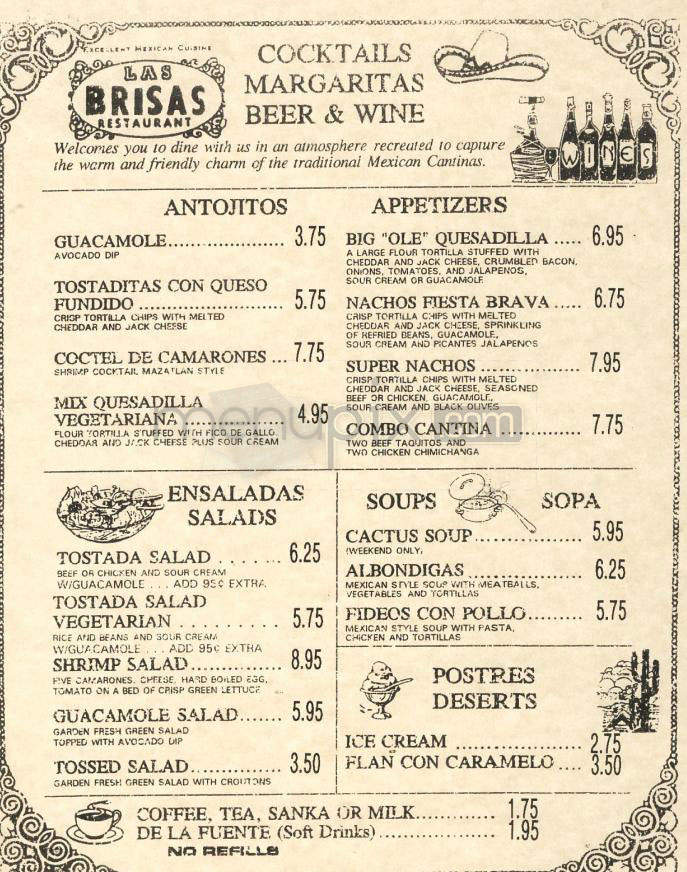 EXCELLENT MEXICAN CUISINE
LAS
BRISAS
RESTAURANT
COCKTAILS
MARGARITAS
BEER & WINE
WINES
Welcomes you to dine with us in an atmosphere recreated to capture
the warm and friendly charm of the traditional Mexican Cantinas.
ANTOJITOS
GUACAMOLE.................. 3.75
AVOCADO DIP
TOSTADITAS CON QUESO
FUNDIDO ...................... 5.75
CRISP TORTILLA CHIPS WITH MELTED
CHEDDAR AND JACK CHEESE
COCTEL DE CAMARONES ... 7.75
SHRIMP COCKTAIL MAZATLAN STYLE
MIX QUESADILLA
VEGETARIANA ................... 4.95
FLOUR TORTILLA STUFFED WITH PICO DE GALLO,
CHEDDAR AND JACK CHEESE PLUS SOUR CREAM
APPETIZERS
BIG "OLE" QUESADILLA ..... 6.95
A LARGE FLOUR TORTILLA STUFFED WITH
CHEDDAR AND JACK CHEESE, CRUMBLED BACON,
ONIONS, TOMATOES, AND JALAPENOS,
SOUR CREAM OR GUACAMOLE
NACHOS FIESTA BRAVA ..... 6.75
CRISP TORTILLA CHIPS WITH MELTED
CHEDDAR AND JACK CHEESE, SPRINKLING
OF REFRIED BEANS, GUACAMOLE,
SOUR CREAM AND PICANTES JALAPENOS
SUPER NACHOS ................... 7.95
CRISP TORTILLA CHIPS WITH MELTED
CHEDDAR AND JACK CHEESE, SEASONED
BEEF OR CHICKEN, GUACAMOLE,
SOUR CREAM AND BLACK OLIVES
COMBO CANTINA ................ 7.75
TWO BEEF TAQUITOS AND
TWO CHICKEN CHIMICHANGA
menupix.com
ENSALADAS
SALADS
TOSTADA SALAD . . . . . . 6.25
BEEF OR CHICKEN AND SOUR CREAM
W/GUACAMOLE . . . ADD 95¢ EXTRA
TOSTADA SALAD
VEGETARIAN . . . . . . . . . 5.75
RICE AND BEANS AND SOUR CREAM
W/GUACAMOLE . . . ADD 95¢ EXTRA
SHRIMP SALAD............... 8.95
FIVE CAMARONES, CHEESE, HARD BOILED EGG,
TOMATO ON A BED OF CRISP GREEN LETTUCE
GUACAMOLE SALAD....... 5.95
GARDEN FRESH GREEN SALAD
TOPPED WITH AVOCADO DIP
TOSSED SALAD................ 3.50
GARDEN FRESH GREEN SALAD WITH CROUTONS
SOUPS SOPA
CACTUS SOUP................. 5.95
(WEEKEND ONLY)
ALBONDIGAS .................. 6.25
MEXICAN STYLE SOUP WITH MEATBALLS,
VEGETABLES AND TORTILLAS
FIDEOS CON POLLO........ 5.75
MEXICAN STYLE SOUP WITH PASTA,
CHICKEN AND TORTILLAS
POSTRES
DESERTS
ICE CREAM ..................... 2.75
FLAN CON CARAMELO .... 3.50
COFFEE, TEA, SANKA OR MILK............. 1.75
DE LA FUENTE (Soft Drinks)................... 1.95
NO REFILLS